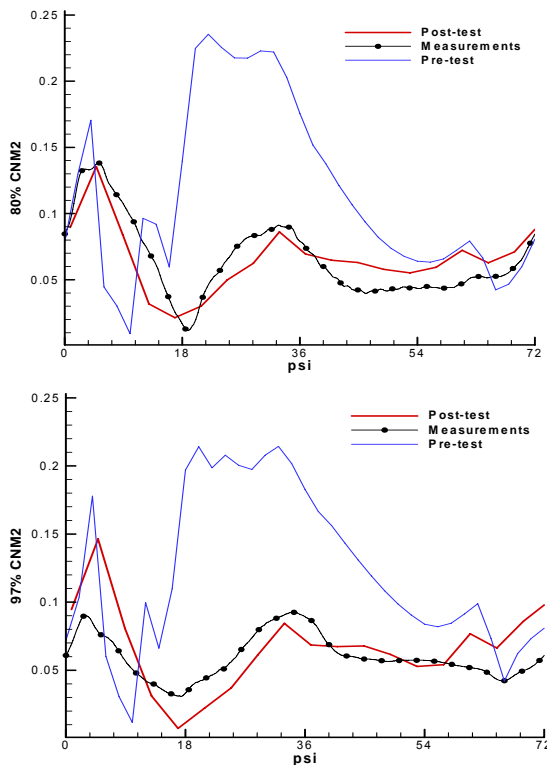 0.25
0.2
0.15
0.1
0.05
80% CNM2
Post-test
Measurements
Pre-test
0 18 36 54 72
psi
0.25
0.2
0.15
0.1
0.05
97% CNM2
Post-test
Measurements
Pre-test
0 18 36 54 72
psi